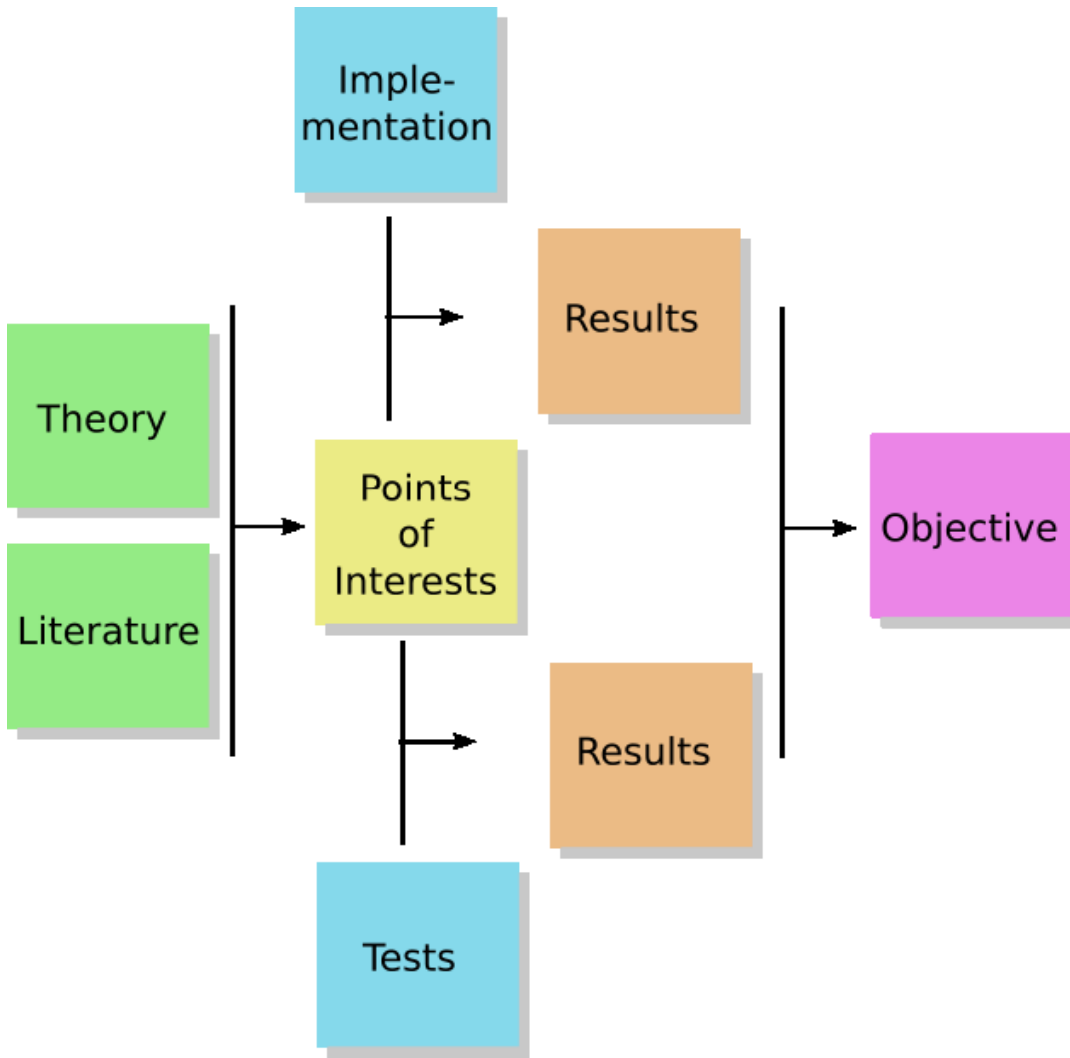 Imple-
mentation
Results
Theory
Points
of
Interests
Objective
Literature
Results
Tests